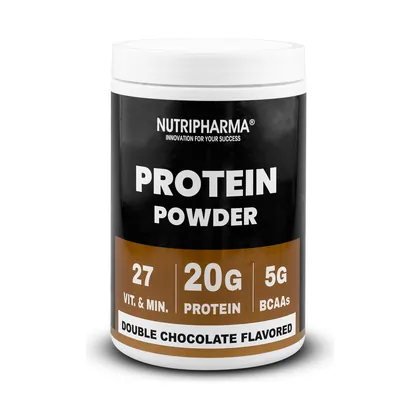 NUTRIPHARMA®
INNOVATION FOR YOUR SUCCESS
PROTEIN
POWDER
27 20G 5G
VIT. & MIN. PROTEIN BCAAs
DOUBLE CHOCOLATE FLAVORED